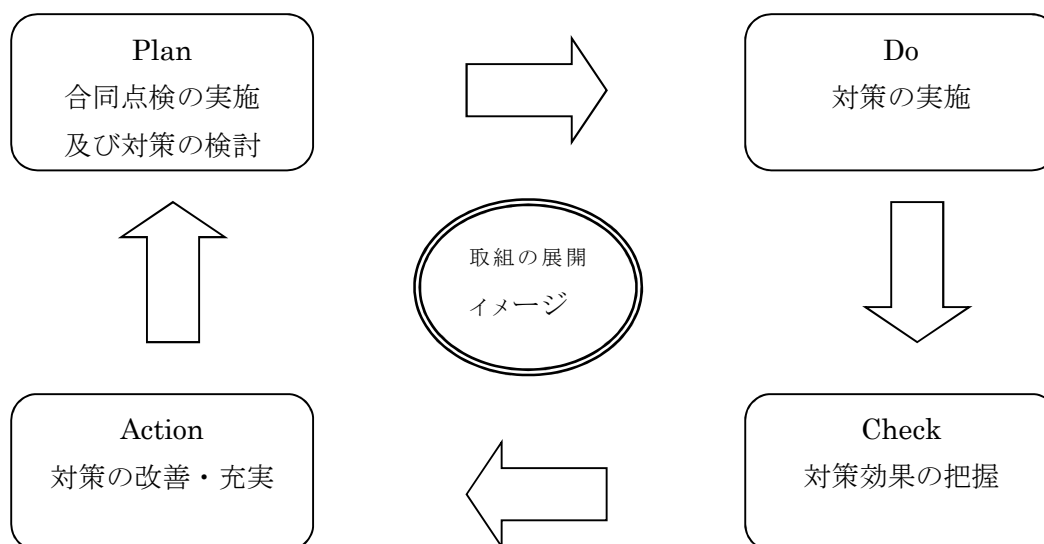 Plan
合同点検の実施
及び対策の検討
Do
対策の実施
取組の展開
イメージ
Action
対策の改善・充実
Check
対策効果の把握